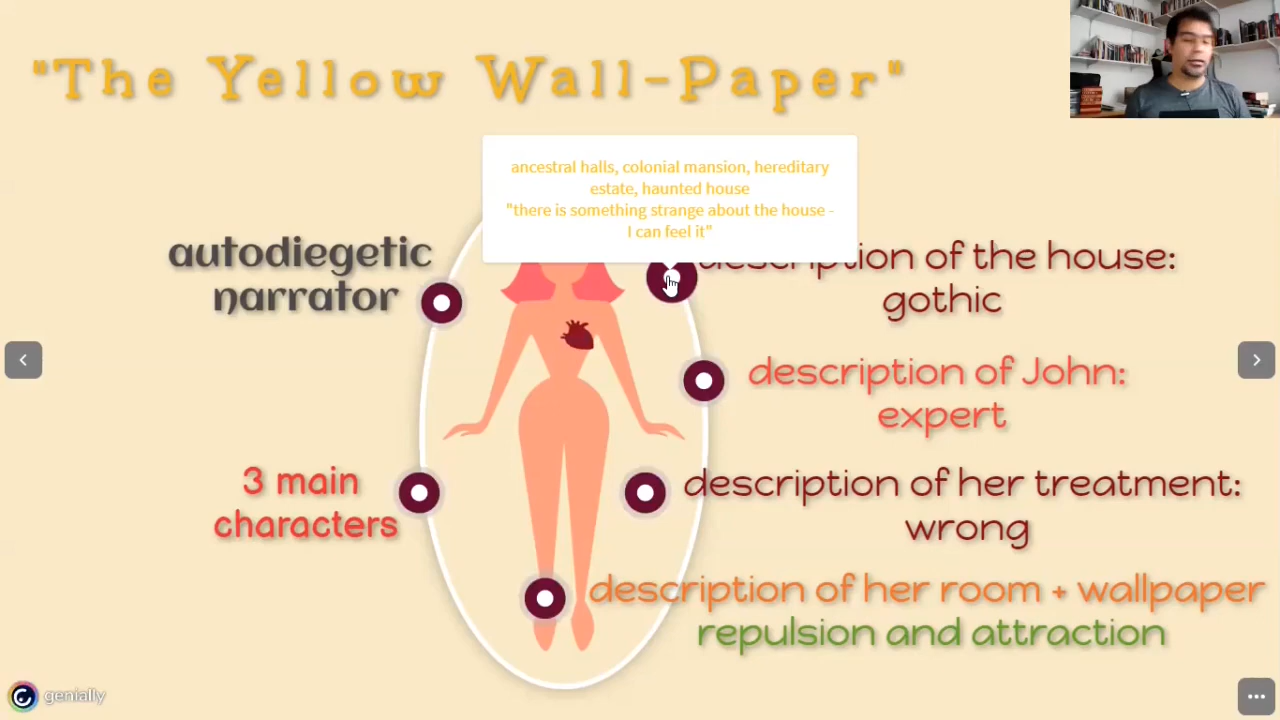 "The Yellow Wall-Paper"
ancestral halls, colonial mansion, hereditary
estate, haunted house
"there is something strange about the house -
I can feel it"
autodiegetic
narrator
description of the house:
gothic
description of John:
expert
3 main
characters
description of her treatment:
wrong
description of her room + wallpaper
repulsion and attraction
genially